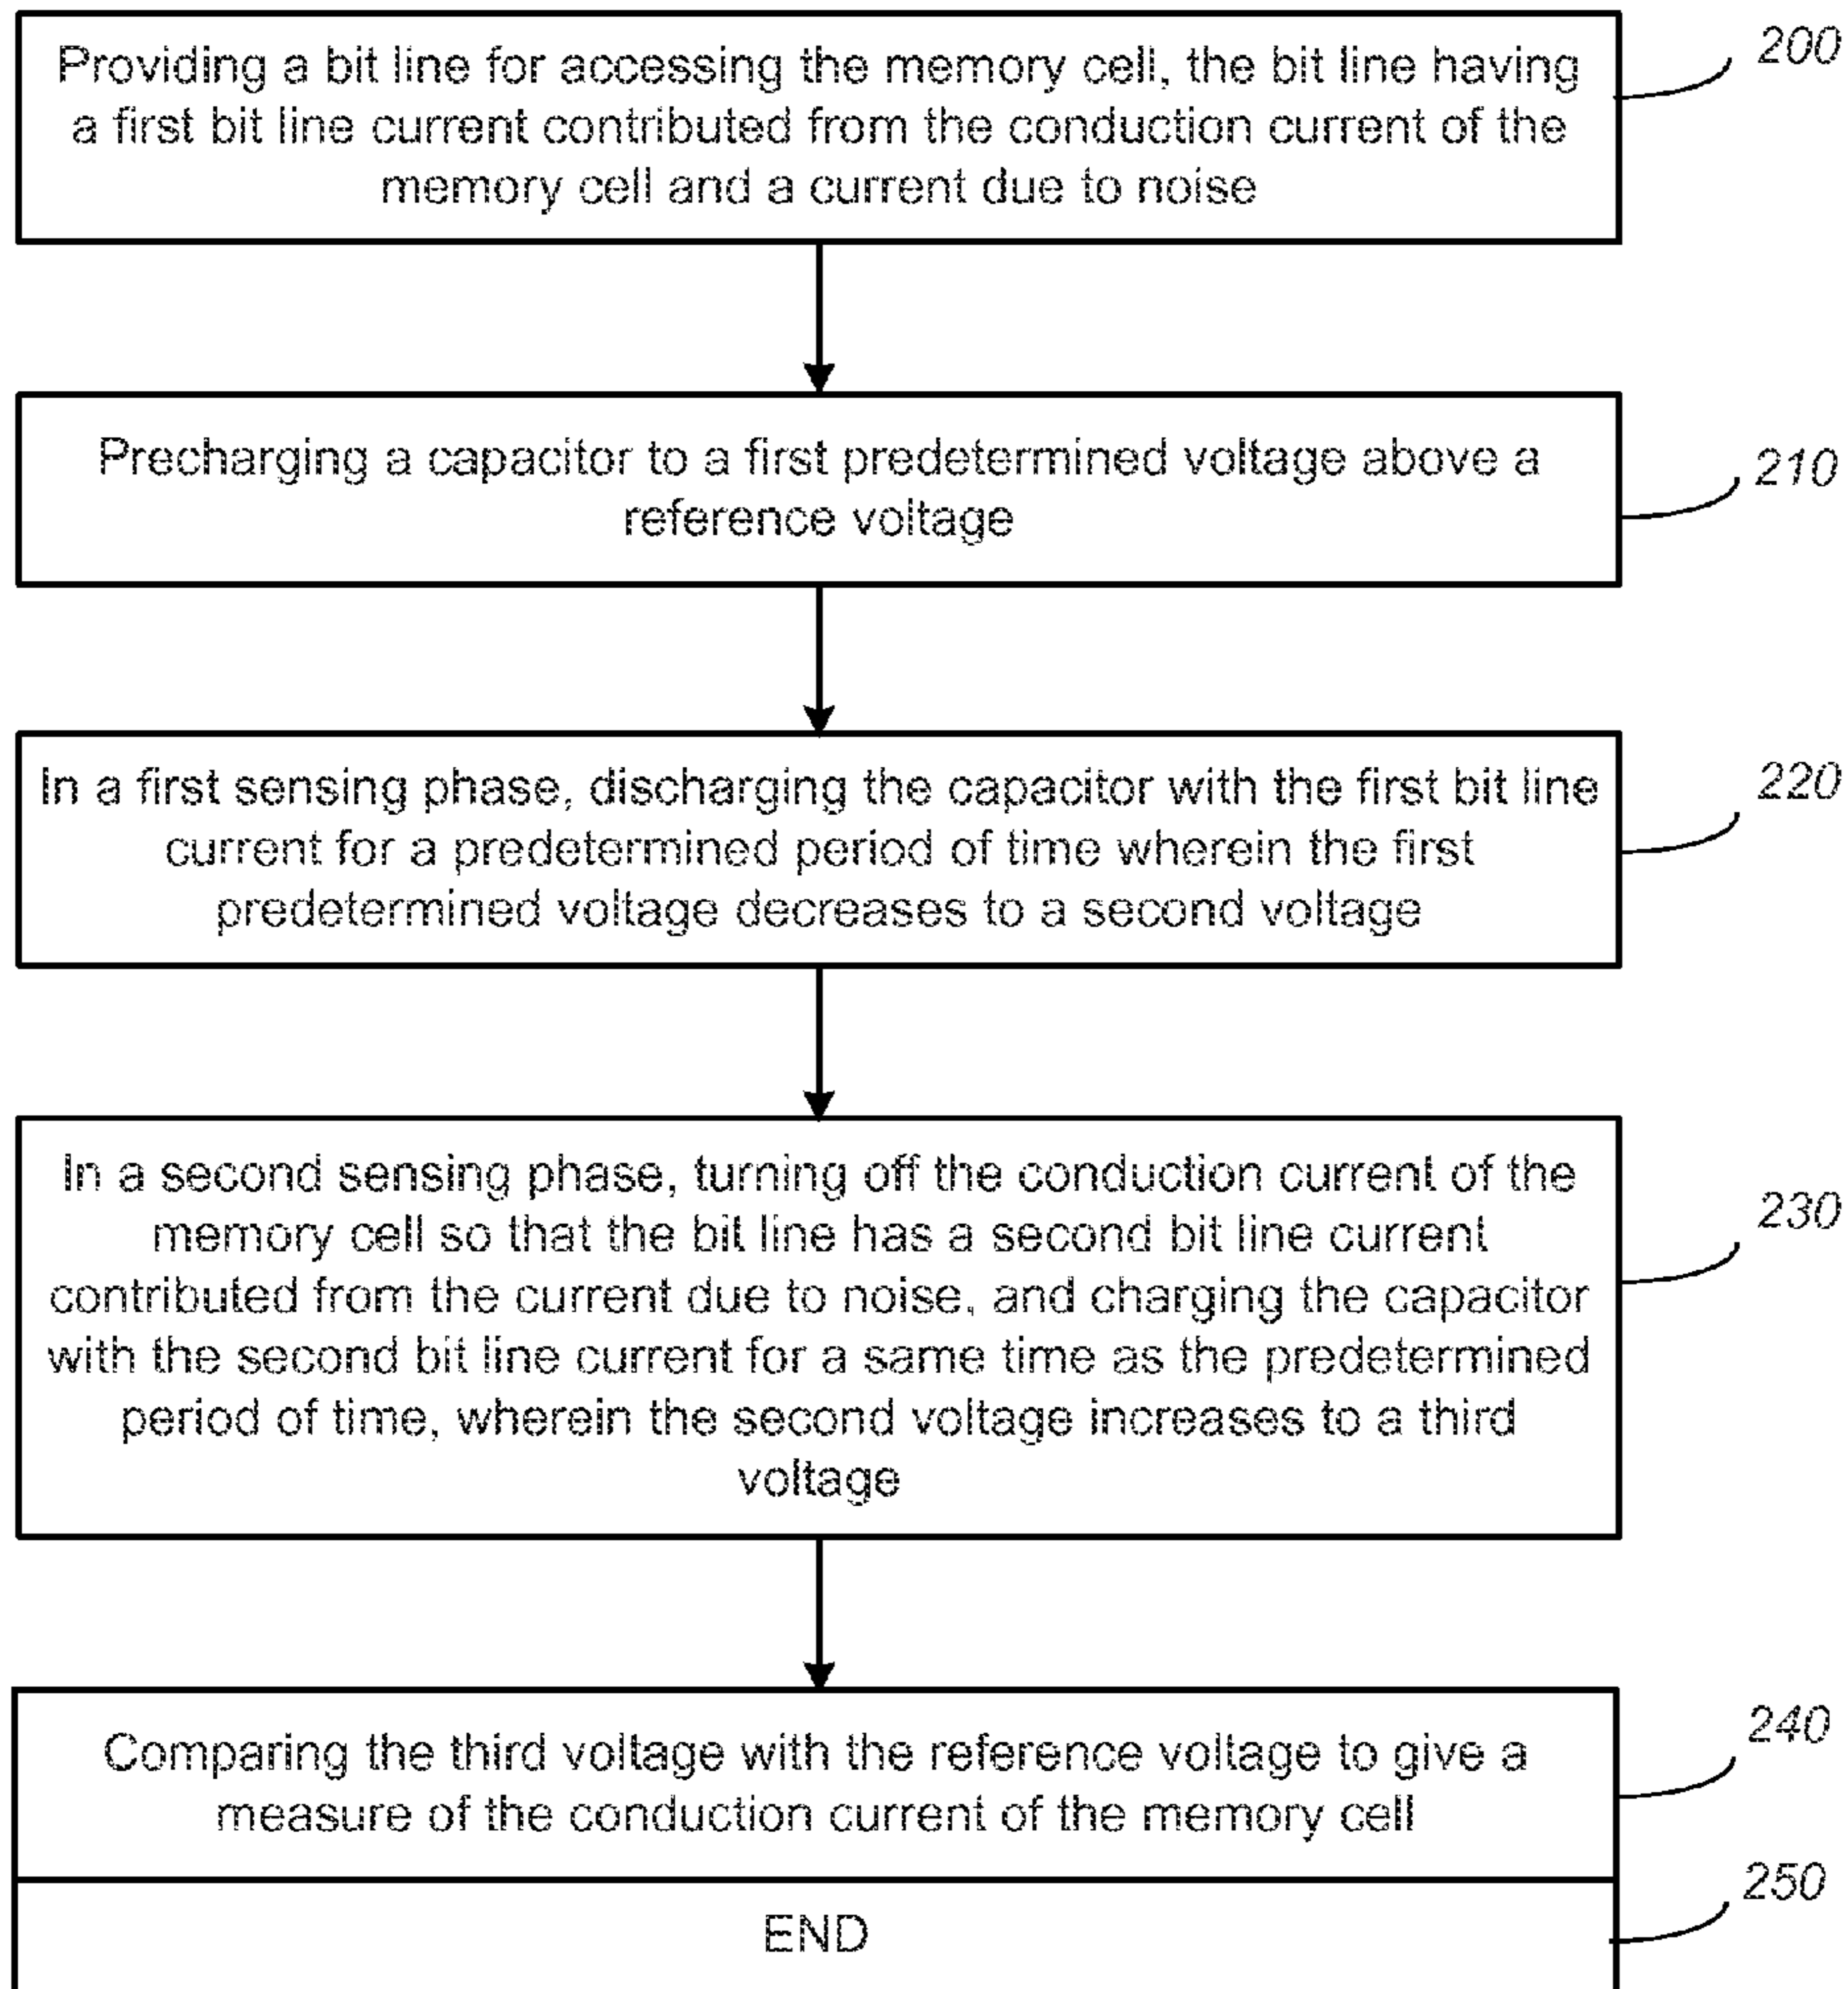 Providing a bit line for accessing the memory cell, the bit line having
a first bit line current contributed from the conduction current of the
memory cell and a current due to noise
200
Precharging a capacitor to a first predetermined voltage above a
reference voltage
210
In a first sensing phase, discharging the capacitor with the first bit line
current for a predetermined period of time wherein the first
predetermined voltage decreases to a second voltage
220
In a second sensing phase, turning off the conduction current of the
memory cell so that the bit line has a second bit line current
contributed from the current due to noise, and charging the capacitor
with the second bit line current for a same time as the predetermined
period of time, wherein the second voltage increases to a third
voltage
230
Comparing the third voltage with the reference voltage to give a
measure of the conduction current of the memory cell
240
END
250